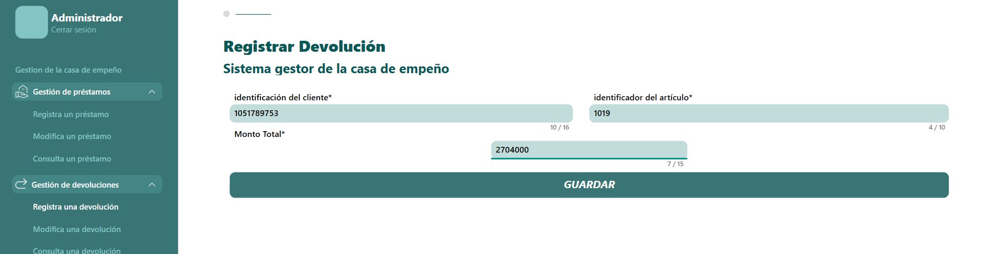 Administrador
Cerrar sesión
Gestion de la casa de empeño
Gestión de préstamos
Registra un préstamo
Modifica un préstamo
Consulta un préstamo
Gestión de devoluciones
Registra una devolución
Modifica una devolución
Consulta una devolución
Registrar Devolución
Sistema gestor de la casa de empeño
identificación del cliente*
1051789753
10 / 16
identificador del artículo*
1019
4 / 10
Monto Total*
2704000
7 / 15
GUARDAR